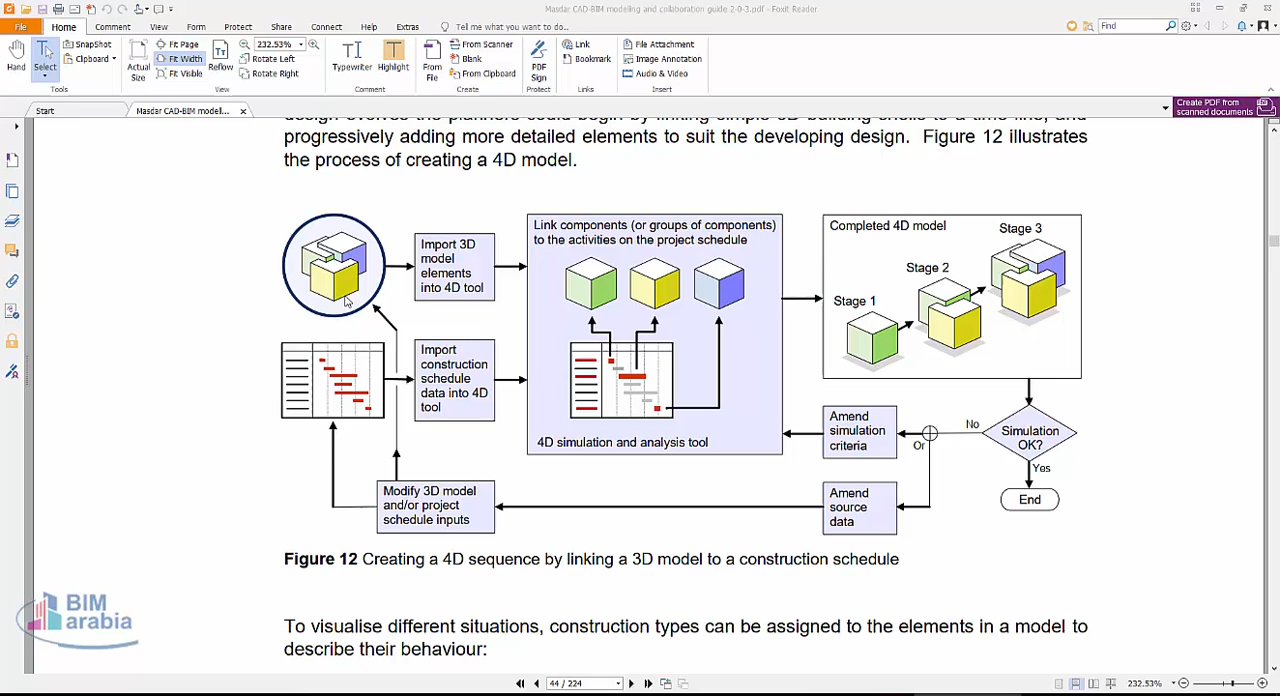 Masdar CAD-BIM modeling and collaboration guide 2-0-3.pdf - Foxit Reader
File Home Comment View Form Protect Share Connect Help Extras Tell me what you want to do... Find
Hand
Select
SnapShot
Clipboard
Tools
Actual
Size
Fit Page
Fit Width
Fit Visible
Reflow
232.53%
Rotate Left
Rotate Right
View
Typewriter
Highlight
Comment
From
File
From Scanner
Blank
From Clipboard
Create
PDF
Sign
Protect
Link
Bookmark
Links
File Attachment
Image Annotation
Audio & Video
Insert
Start
Masdar CAD-BIM modell...
Create PDF from
scanned documents
progressively adding more detailed elements to suit the developing design. Figure 12 illustrates
the process of creating a 4D model.
Import 3D
model
elements
into 4D tool
Import
construction
schedule
data into 4D
tool
Link components (or groups of components)
to the activities on the project schedule
4D simulation and analysis tool
Completed 4D model
Stage 1
Stage 2
Stage 3
Simulation
OK?
No
Yes
End
Or
Amend
simulation
criteria
Amend
source
data
Modify 3D model
and/or project
schedule inputs
Figure 12 Creating a 4D sequence by linking a 3D model to a construction schedule
BIM
arabia
To visualise different situations, construction types can be assigned to the elements in a model to
describe their behaviour:
44 / 224
232.53%